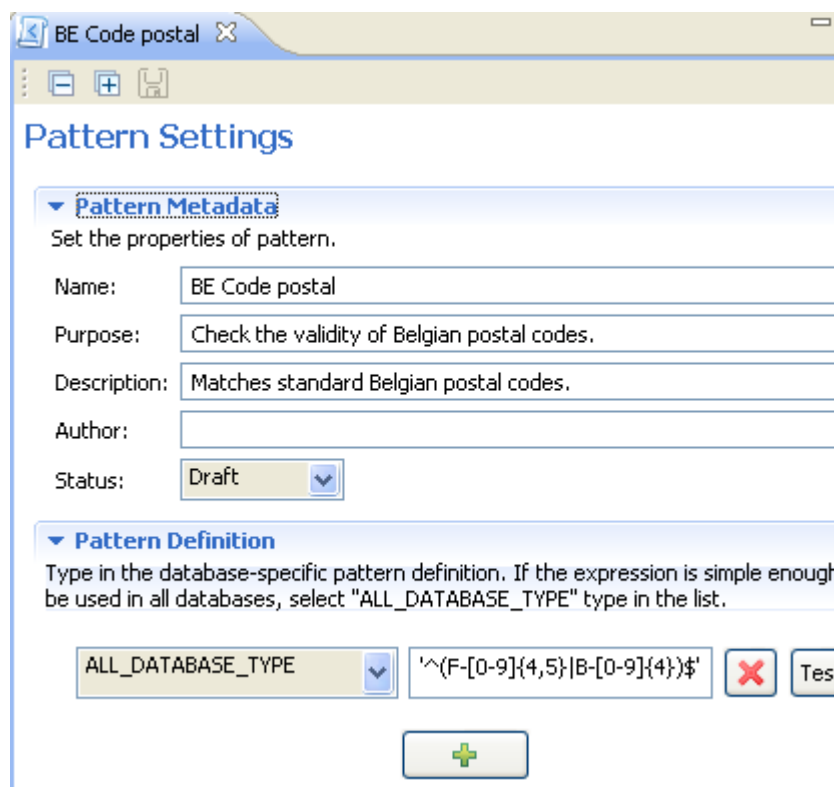 BE Code postal
Pattern Settings
Pattern Metadata
Set the properties of pattern.
Name: BE Code postal
Purpose: Check the validity of Belgian postal codes.
Description: Matches standard Belgian postal codes.
Author:
Status: Draft
Pattern Definition
Type in the database-specific pattern definition. If the expression is simple enough
be used in all databases, select "ALL_DATABASE_TYPE" type in the list.
ALL_DATABASE_TYPE '^(F-[0-9]{4,5}|B-[0-9]{4})$' Tes